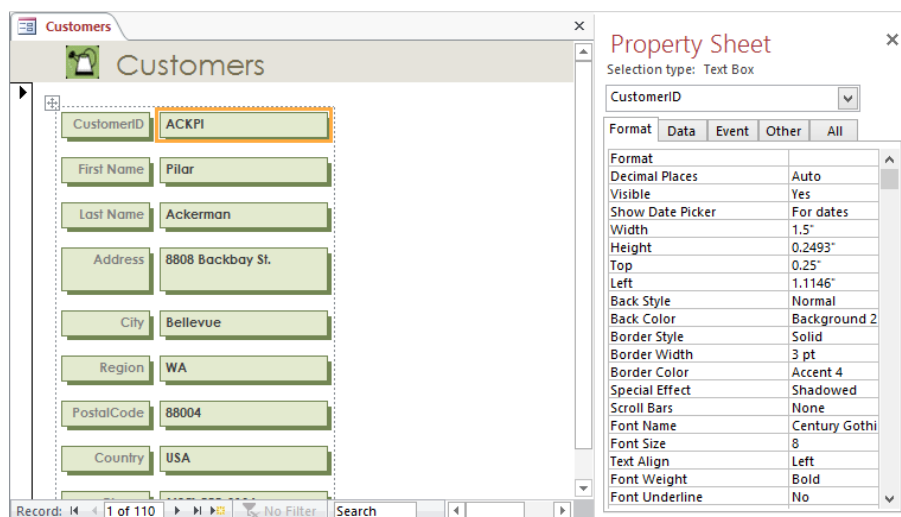 Customers
Customers
CustomerID ACKPI
First Name Pilar
Last Name Ackerman
Address 8808 Backbay St.
City Bellevue
Region WA
PostalCode 88004
Country USA
Record: 1 of 110 No Filter Search
Property Sheet
Selection type: Text Box
CustomerID
Format Data Event Other All
Format
Decimal Places Auto
Visible Yes
Show Date Picker For dates
Width 1.5"
Height 0.2493"
Top 0.25"
Left 1.1146"
Back Style Normal
Back Color Background 2
Border Style Solid
Border Width 3 pt
Border Color Accent 4
Special Effect Shadowed
Scroll Bars None
Font Name Century Gothi
Font Size 8
Text Align Left
Font Weight Bold
Font Underline No